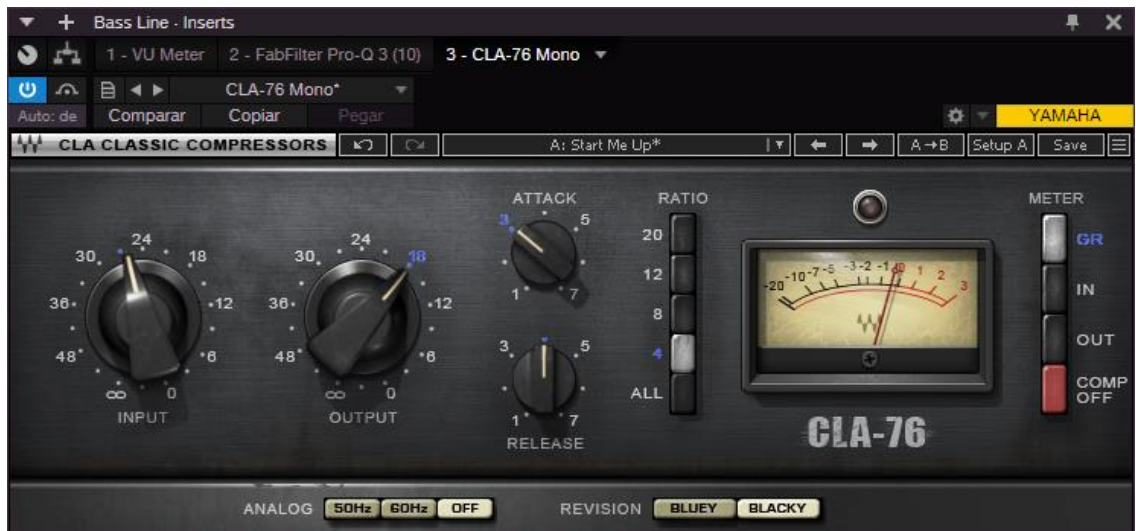 Bass Line - Inserts
1 - VU Meter 2 - FabFilter Pro-Q 3 (10) 3 - CLA-76 Mono
CLA-76 Mono*
Auto: de Comparar Copiar Pegar YAMAHA
CLA CLASSIC COMPRESSORS A: Start Me Up* A→B Setup A Save
ATTACK RATIO METER
30 24 18 30 24 18 3 5 20 GR
1 7 12 -20 -10 -7 -5 -3 -2 -1 0 1 2 3 IN
36 12 36 12 8
48 6 48 6 3 5 4 OUT
∞ 0 ∞ 0 ALL COMP OFF
INPUT OUTPUT 1 7
RELEASE CLA-76
ANALOG 50Hz 60Hz OFF REVISION BLUEY BLACKY